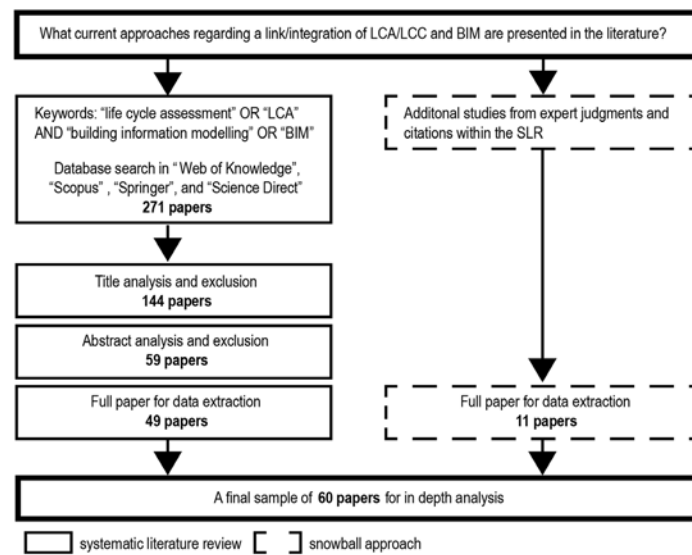 What current approaches regarding a link/integration of LCA/LCC and BIM are presented in the literature?
Keywords: “life cycle assessment” OR “LCA”
AND “building information modelling” OR “BIM”
Database search in “ Web of Knowledge”,
“Scopus” , “Springer”, and “Science Direct”
271 papers
Additonal studies from expert judgments and
citations within the SLR
Title analysis and exclusion
144 papers
Abstract analysis and exclusion
59 papers
Full paper for data extraction
49 papers
Full paper for data extraction
11 papers
A final sample of 60 papers for in depth analysis
systematic literature review
snowball approach